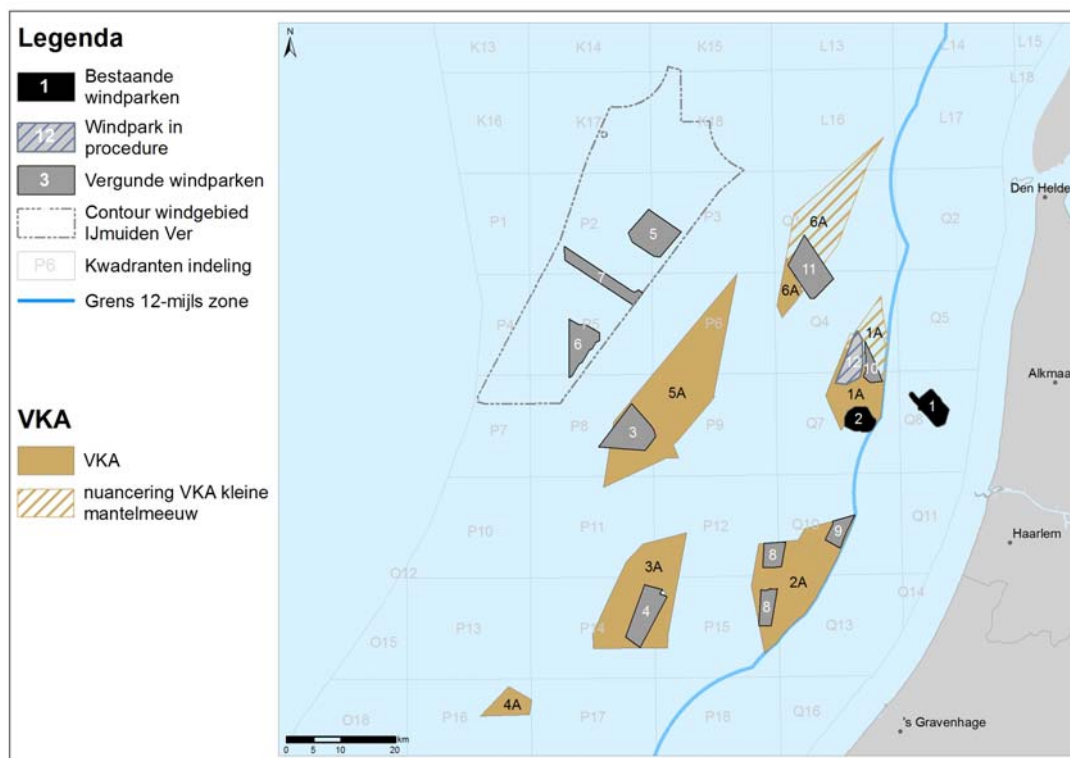 Legenda
1
Bestaande
windparken
12
Windpark in
procedure
3
Vergunde windparken
Contour windgebied
IJmuiden Ver
P6
Kwadranten indeling
Grens 12-mijls zone
VKA
VKA
nuancering VKA kleine
mantelmeeuw
N
K13
K14
K15
L13
L14
L15
L18
K16
K17
K18
L16
L17
Den Helde
P1
P2
P3
Q2
5
6A
11
7
6A
P4
P5
P6
Q4
Q5
6
1A
12
10
Alkmaa
5A
1A
1
2
Q8
P7
P8
3
P9
Q7
P10
P11
P12
Q10
9
Q11
Haarlem
O12
3A
8
2A
4
8
Q14
O15
P13
P14
P15
Q13
4A
O18
P16
P17
P18
Q16
's Gravenhage
0 5 10 20
km